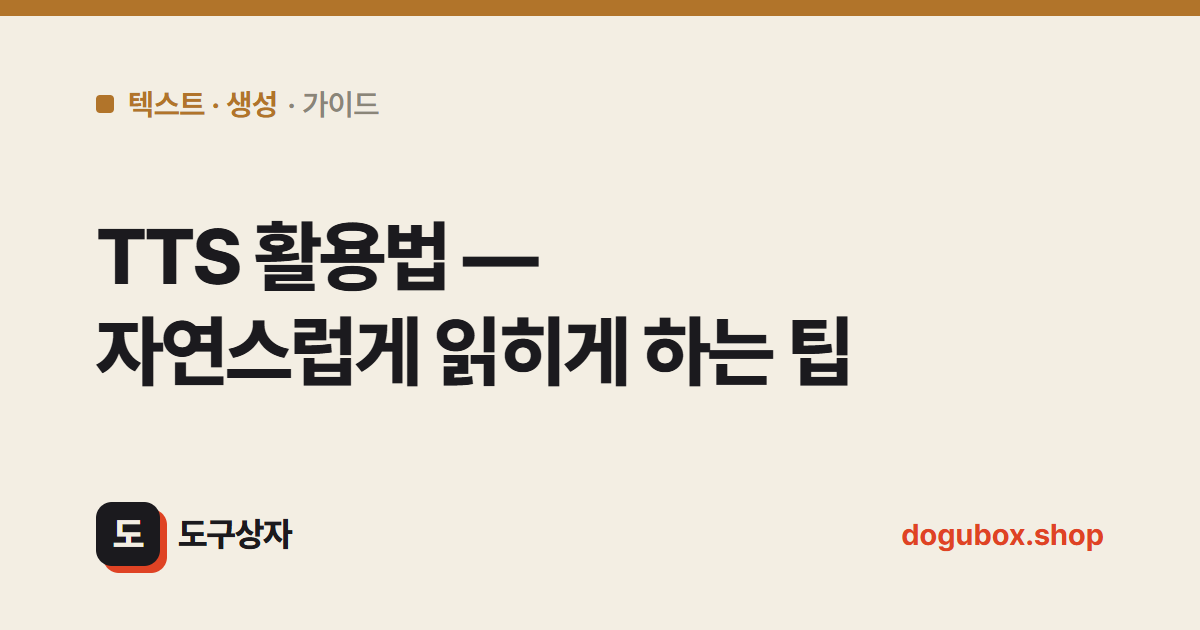 텍스트 · 생성 · 가이드
TTS 활용법 —
자연스럽게 읽히게 하는 팁
도 도구상자
dogubox.shop